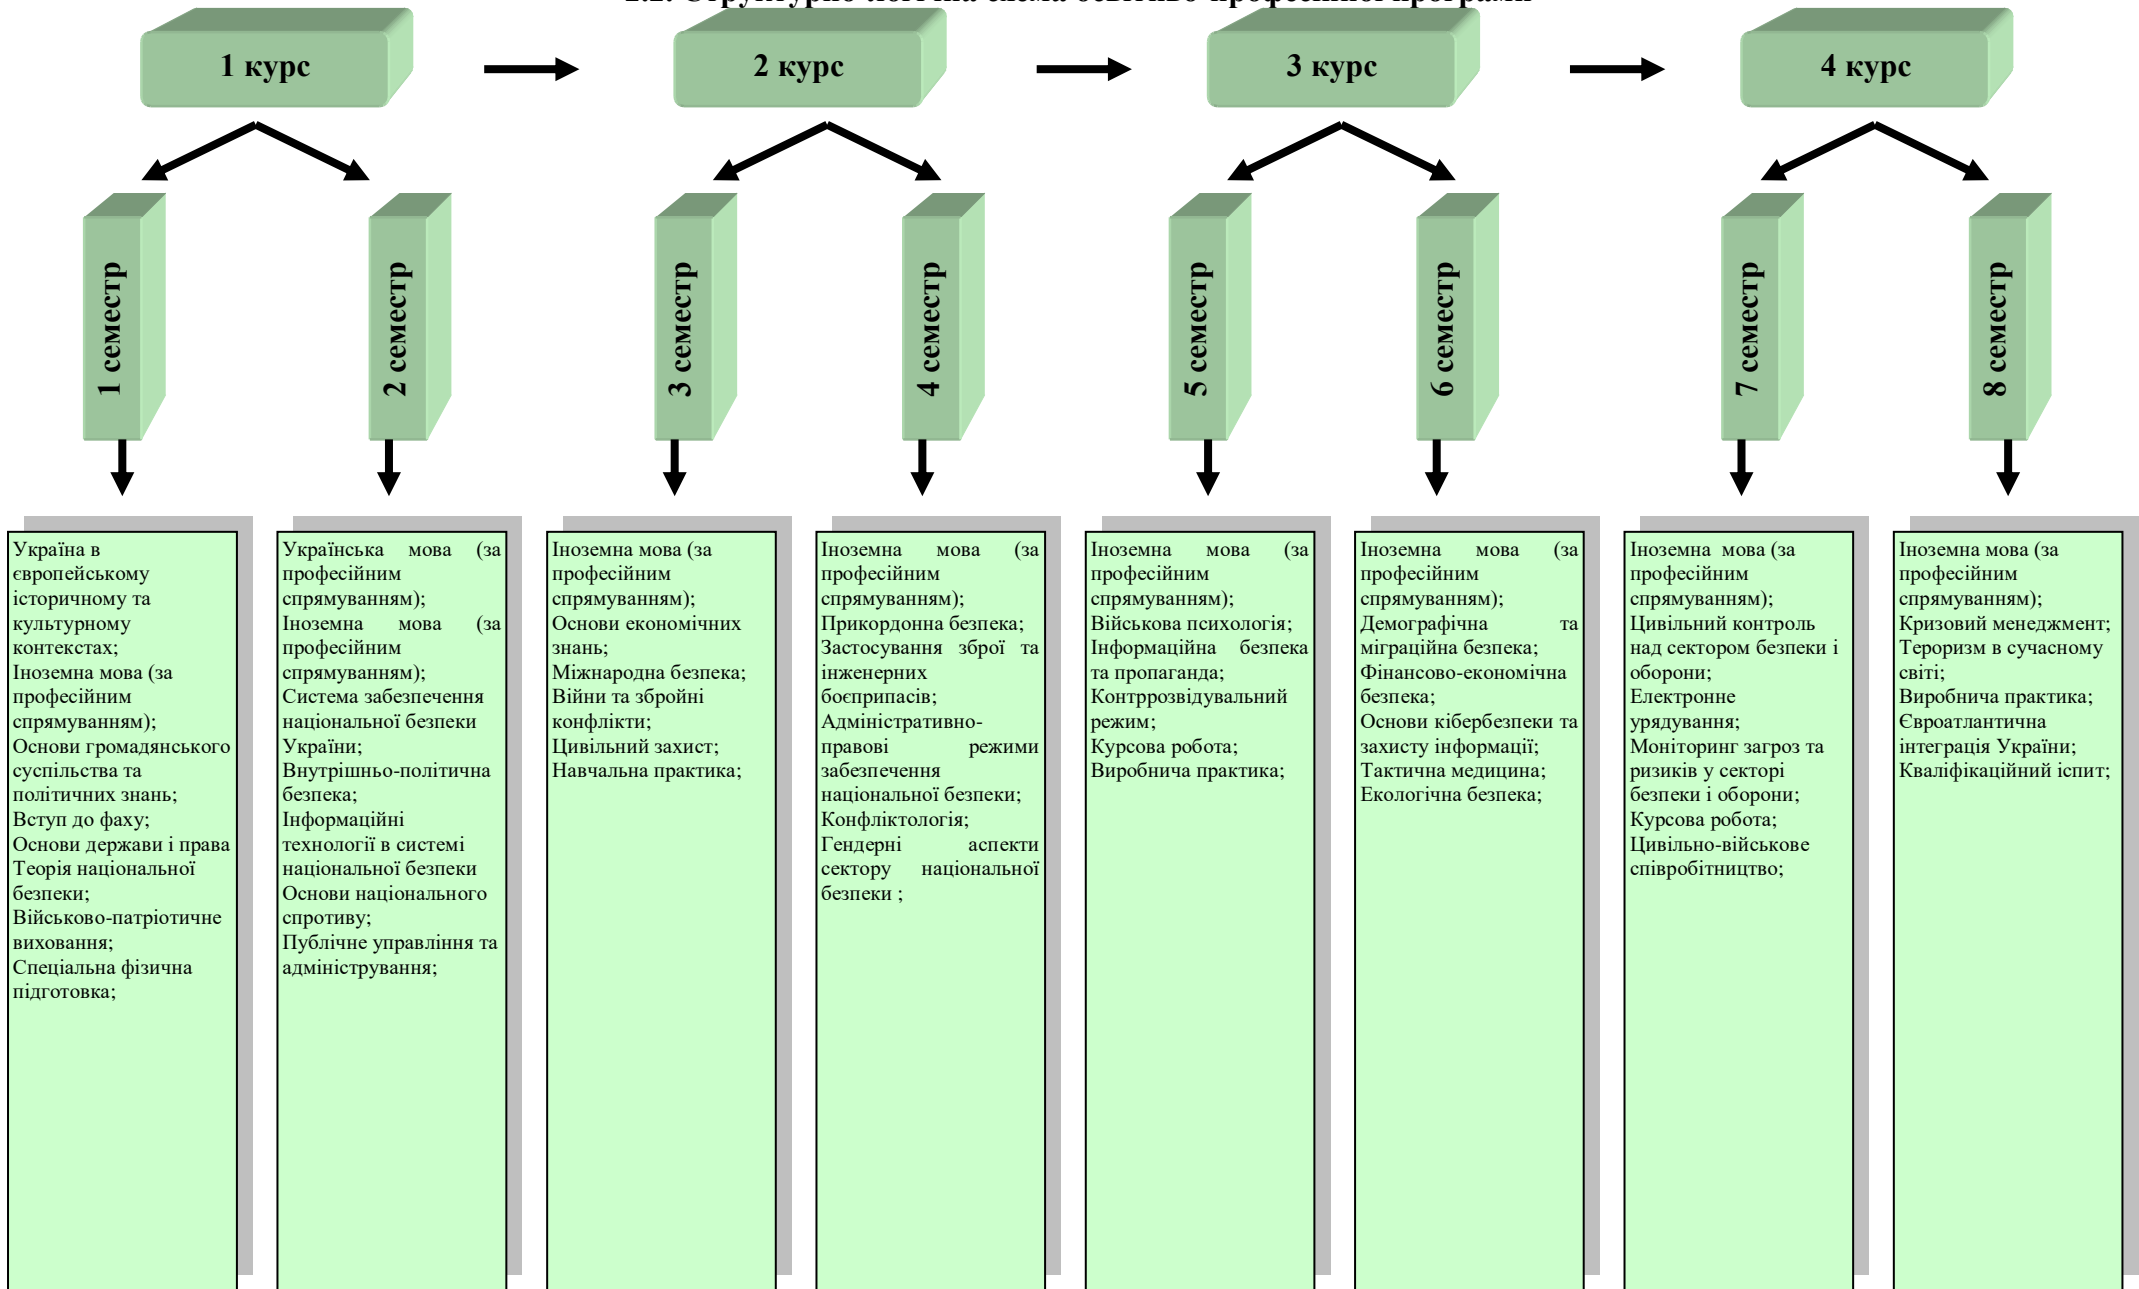 2.2. Структурно-логічна схема освітньо-професійної програми
1 курс
2 курс
3 курс
4 курс
1 семестр
2 семестр
3 семестр
4 семестр
5 семестр
6 семестр
7 семестр
8 семестр
Україна в
європейському
історичному та
культурному
контекстах;
Іноземна мова (за
професійним
спрямуванням);
Основи громадянського
суспільства та
політичних знань;
Вступ до фаху;
Основи держави і права
Теорія національної
безпеки;
Військово-патріотичне
виховання;
Спеціальна фізична
підготовка;
Українська мова (за
професійним
спрямуванням);
Іноземна мова (за
професійним
спрямуванням);
Система забезпечення
національної безпеки
України;
Внутрішньо-політична
безпека;
Інформаційні
технології в системі
національної безпеки
Основи національного
спротиву;
Публічне управління та
адміністрування;
Іноземна мова (за
професійним
спрямуванням);
Основи економічних
знань;
Міжнародна безпека;
Війни та збройні
конфлікти;
Цивільний захист;
Навчальна практика;
Іноземна мова (за
професійним
спрямуванням);
Прикордонна безпека;
Застосування зброї та
інженерних
боєприпасів;
Адміністративно-
правові режими
забезпечення
національної безпеки;
Конфліктологія;
Гендерні аспекти
сектору національної
безпеки ;
Іноземна мова (за
професійним
спрямуванням);
Військова психологія;
Інформаційна безпека
та пропаганда;
Контррозвідувальний
режим;
Курсова робота;
Виробнича практика;
Іноземна мова (за
професійним
спрямуванням);
Демографічна та
міграційна безпека;
Фінансово-економічна
безпека;
Основи кібербезпеки та
захисту інформації;
Тактична медицина;
Екологічна безпека;
Іноземна мова (за
професійним
спрямуванням);
Цивільний контроль
над сектором безпеки і
оборони;
Електронне
урядування;
Моніторинг загроз та
ризиків у секторі
безпеки і оборони;
Курсова робота;
Цивільно-військове
співробітництво;
Іноземна мова (за
професійним
спрямуванням);
Кризовий менеджмент;
Тероризм в сучасному
світі;
Виробнича практика;
Євроатлантична
інтеграція України;
Кваліфікаційний іспит;